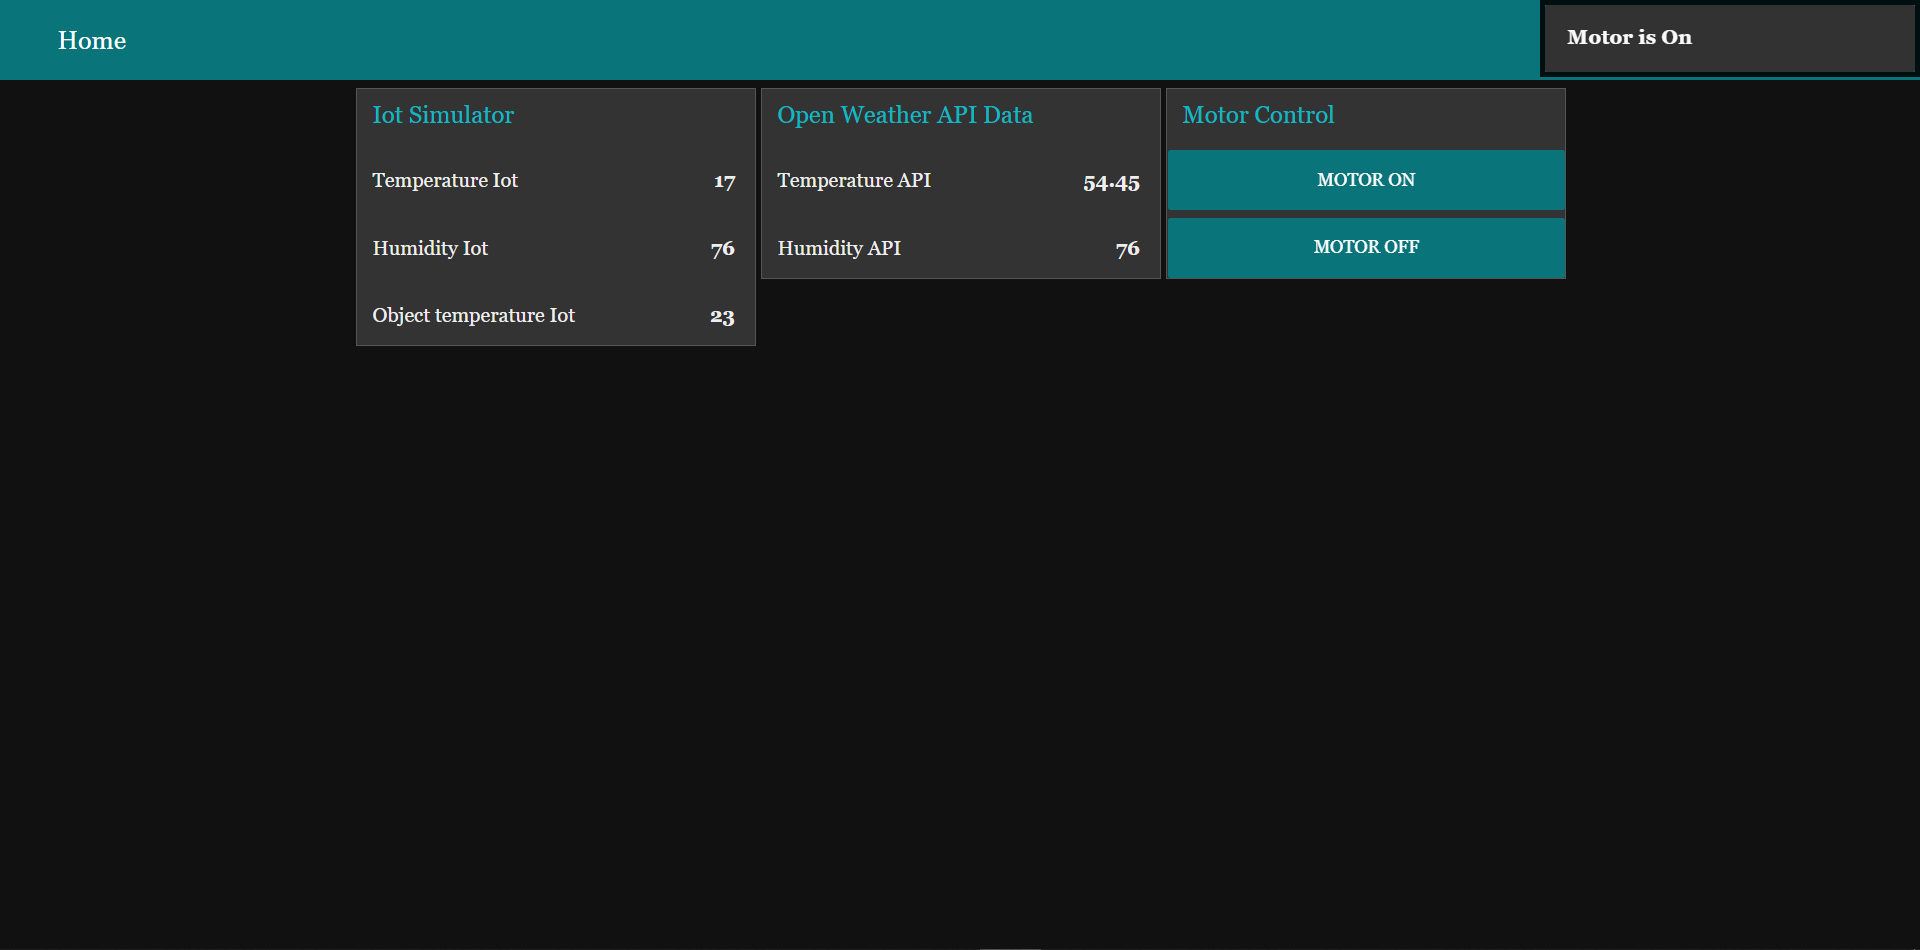 Home
Motor is On
Iot Simulator
Temperature Iot 17
Humidity Iot 76
Object temperature Iot 23
Open Weather API Data
Temperature API 54.45
Humidity API 76
Motor Control
MOTOR ON
MOTOR OFF